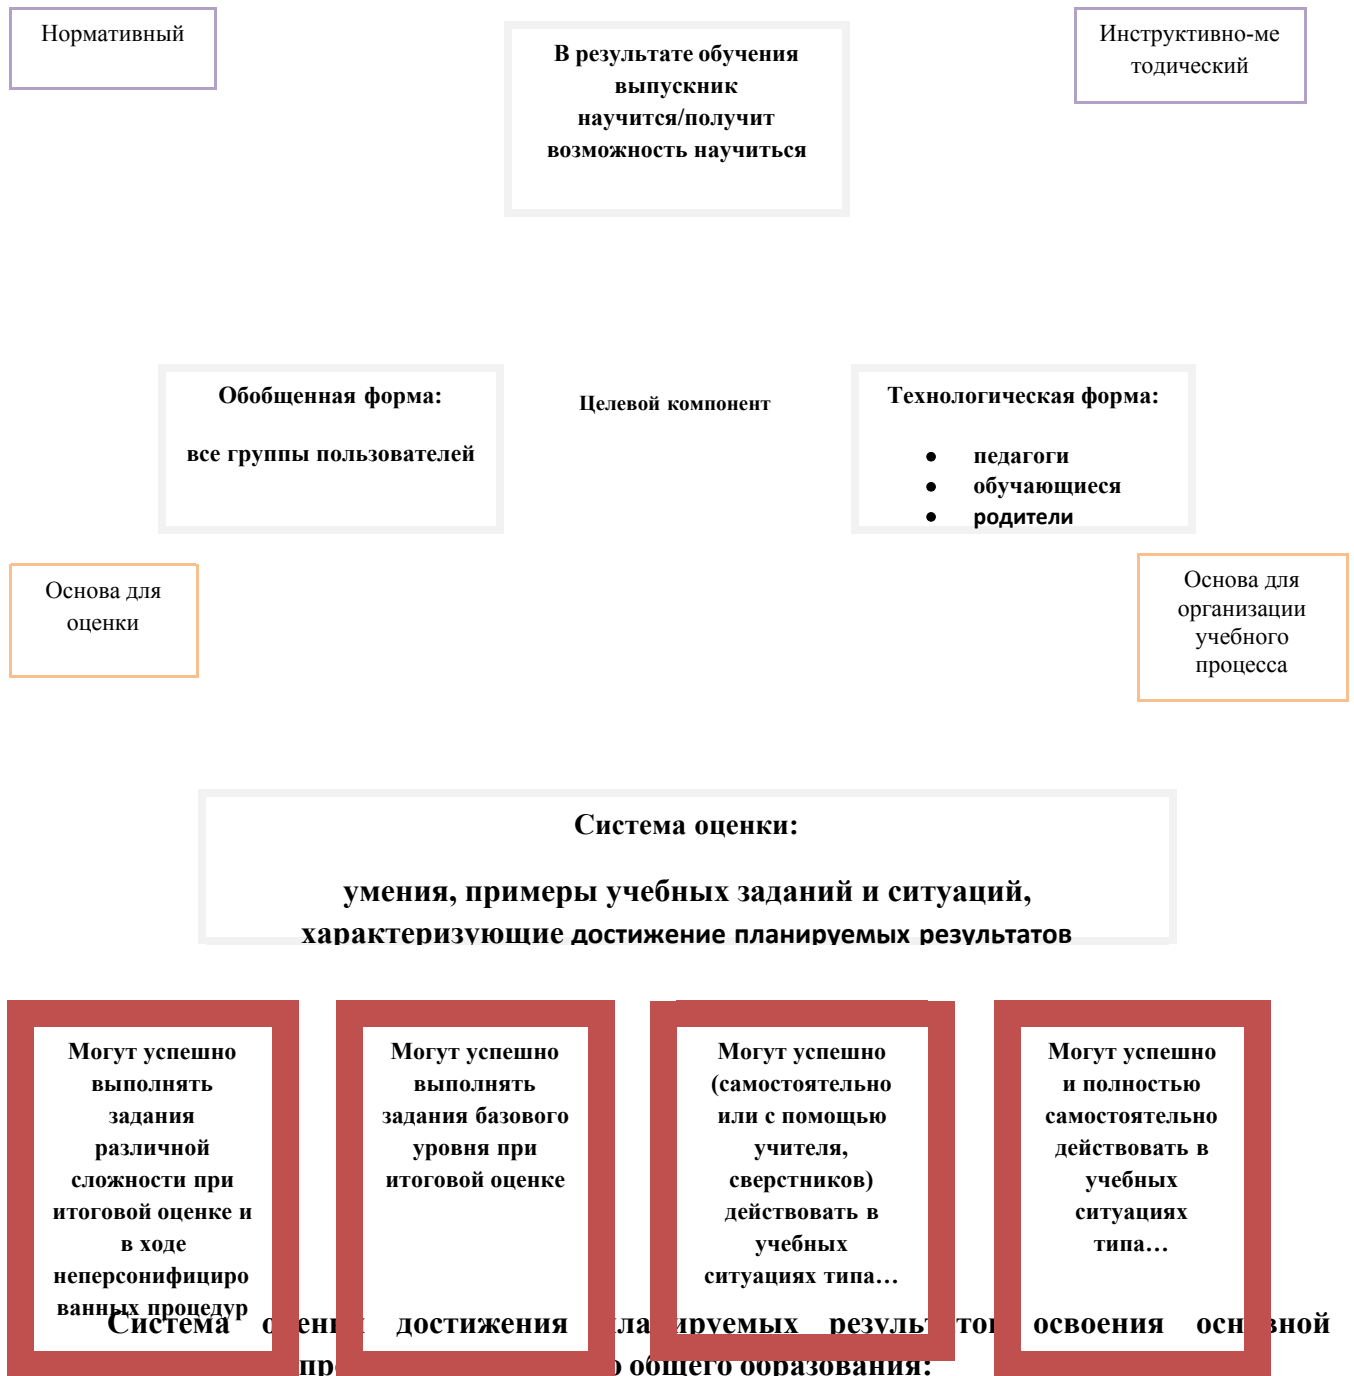 Нормативный
В результате обучения
выпускник
научится/получит
возможность научиться
Инструктивно-ме
тодический
Обобщенная форма:
все группы пользователей
Целевой компонент
Технологическая форма:
● педагоги
● обучающиеся
● родители
Основа для
оценки
Основа для
организации
учебного
процесса
Система оценки:
умения, примеры учебных заданий и ситуаций,
характеризующие достижение планируемых результатов
Могут успешно
выполнять
задания
различной
сложности при
итоговой оценке и
в ходе
неперсонифициро
ванных процедур
Могут успешно
выполнять
задания базового
уровня при
итоговой оценке
Могут успешно
(самостоятельно
или с помощью
учителя,
сверстников)
действовать в
учебных
ситуациях типа…
Могут успешно
и полностью
самостоятельно
действовать в
учебных
ситуациях
типа…
Система оценки достижения планируемых результатов освоения основной
общего образования: